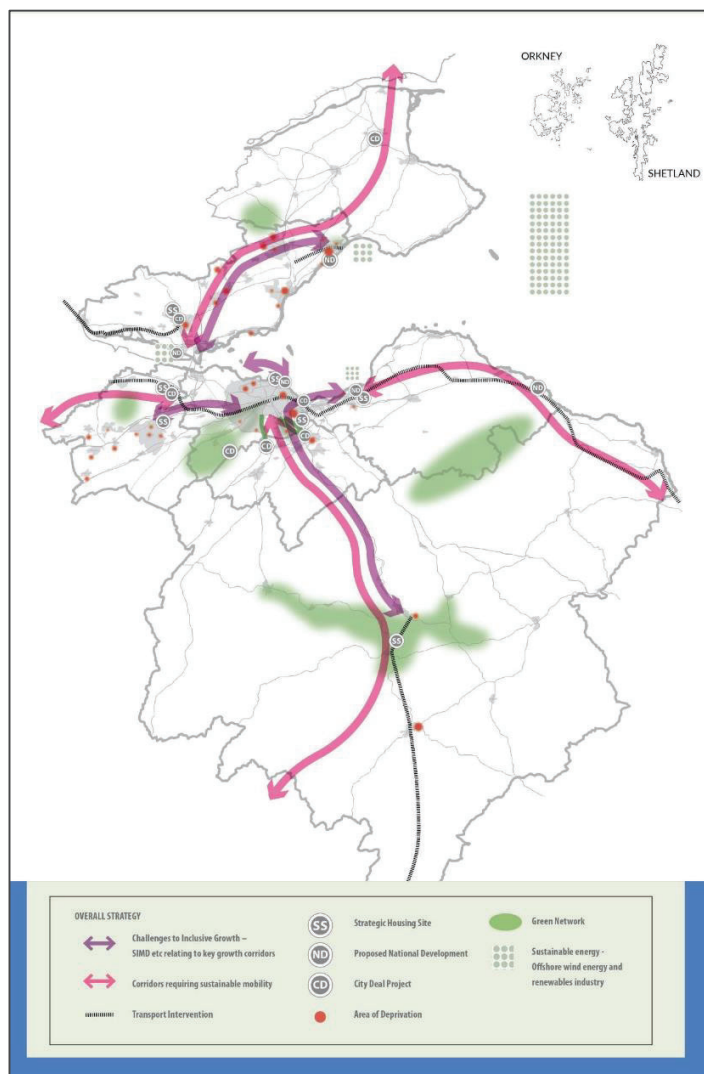 ORKNEY
SHETLAND
CD
ND
SS
CD
ND
SS
CD
SS
SS
ND
CD
SS
CD
CD
CD
ND
SS
ND
SS
OVERALL STRATEGY
Challenges to Inclusive Growth –
SIMD etc relating to key growth corridors
Corridors requiring sustainable mobility
Transport Intervention
SS
Strategic Housing Site
ND
Proposed National Development
CD
City Deal Project
Area of Deprivation
Green Network
Sustainable energy -
Offshore wind energy and
renewables industry